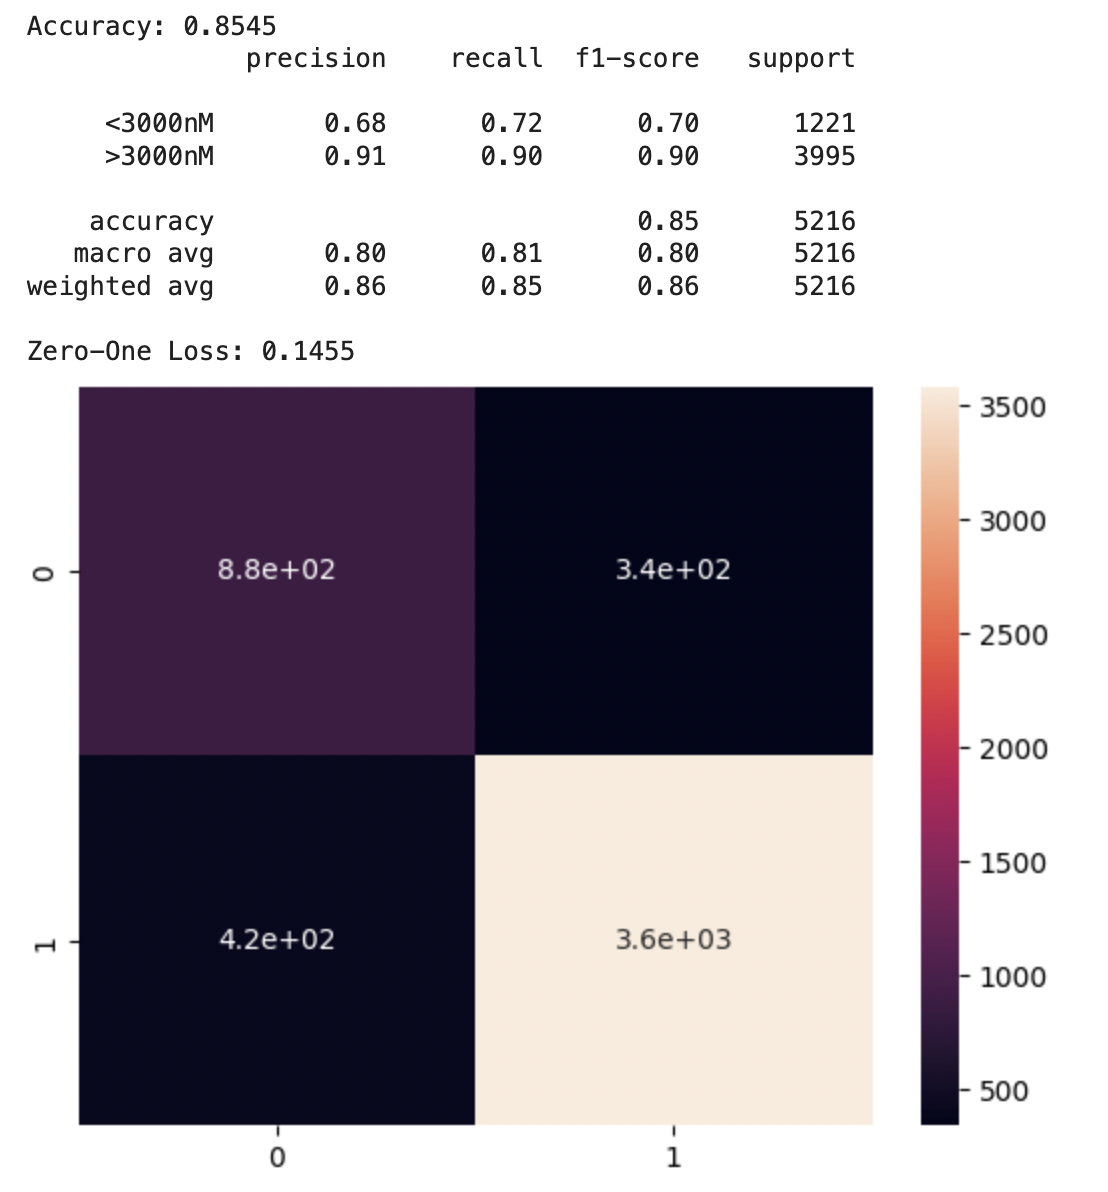 Accuracy: 0.8545
precision recall f1-score support
<3000nM 0.68 0.72 0.70 1221
>3000nM 0.91 0.90 0.90 3995
accuracy 0.85 5216
macro avg 0.80 0.81 0.80 5216
weighted avg 0.86 0.85 0.86 5216
Zero-One Loss: 0.1455
3500
3000
2500
2000
1500
1000
500
0
8.8e+02 3.4e+02
1
4.2e+02 3.6e+03
0 1